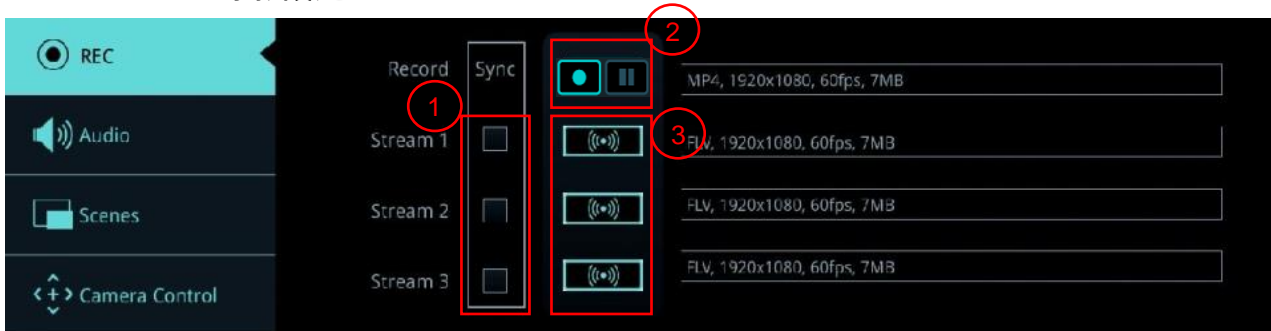 REC
Audio
Scenes
Camera Control
Record
Sync
2
MP4, 1920x1080, 60fps, 7MB
1
Stream 1
3
FLV, 1920x1080, 60fps, 7MB
Stream 2
FLV, 1920x1080, 60fps, 7MB
Stream 3
FLV, 1920x1080, 60fps, 7MB